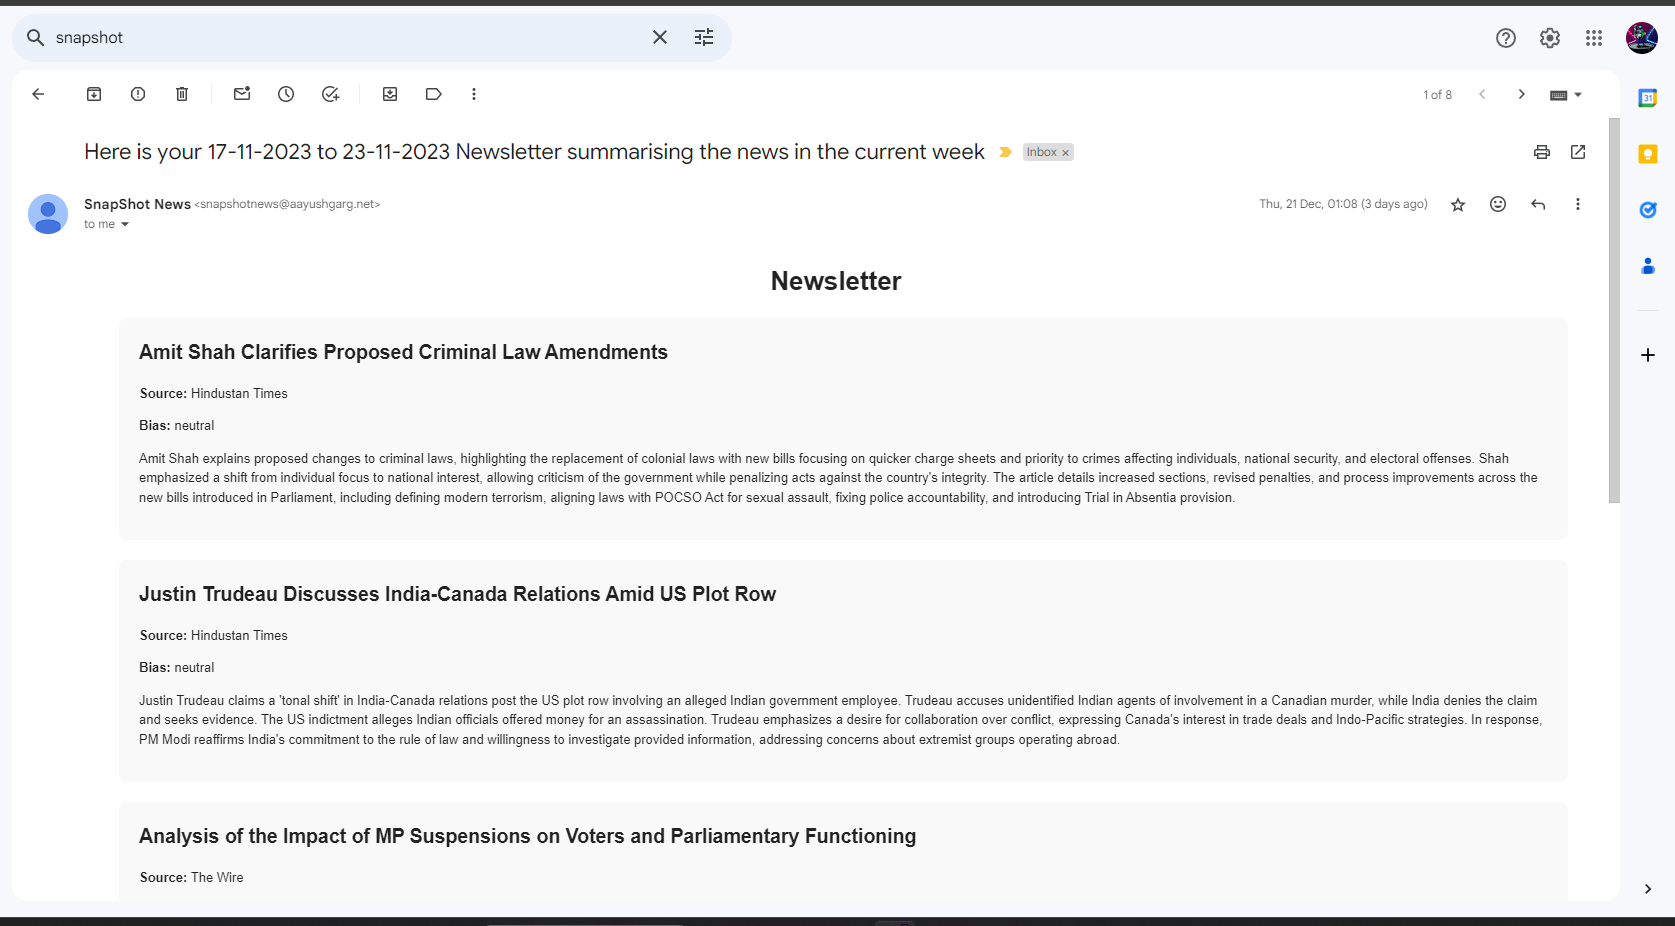 snapshot
1 of 8
Here is your 17-11-2023 to 23-11-2023 Newsletter summarising the news in the current week Inbox x
SnapShot News <snapshotnews@aayushgarg.net>
Thu, 21 Dec, 01:08 (3 days ago)
to me
31
Newsletter
Amit Shah Clarifies Proposed Criminal Law Amendments
Source: Hindustan Times
Bias: neutral
Amit Shah explains proposed changes to criminal laws, highlighting the replacement of colonial laws with new bills focusing on quicker charge sheets and priority to crimes affecting individuals, national security, and electoral offenses. Shah
emphasized a shift from individual focus to national interest, allowing criticism of the government while penalizing acts against the country's integrity. The article details increased sections, revised penalties, and process improvements across the
new bills introduced in Parliament, including defining modern terrorism, aligning laws with POCSO Act for sexual assault, fixing police accountability, and introducing Trial in Absentia provision.
Justin Trudeau Discusses India-Canada Relations Amid US Plot Row
Source: Hindustan Times
Bias: neutral
Justin Trudeau claims a 'tonal shift' in India-Canada relations post the US plot row involving an alleged Indian government employee. Trudeau accuses unidentified Indian agents of involvement in a Canadian murder, while India denies the claim
and seeks evidence. The US indictment alleges Indian officials offered money for an assassination. Trudeau emphasizes a desire for collaboration over conflict, expressing Canada's interest in trade deals and Indo-Pacific strategies. In response,
PM Modi reaffirms India's commitment to the rule of law and willingness to investigate provided information, addressing concerns about extremist groups operating abroad.
Analysis of the Impact of MP Suspensions on Voters and Parliamentary Functioning
Source: The Wire